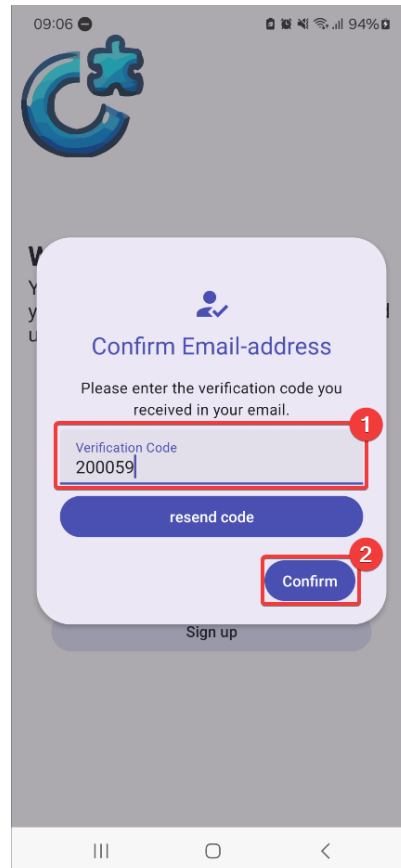 09:06 94%
W
Y
y
u
Confirm Email-address
Please enter the verification code you
received in your email.
1
Verification Code
200059
resend code
2
Confirm
Sign up